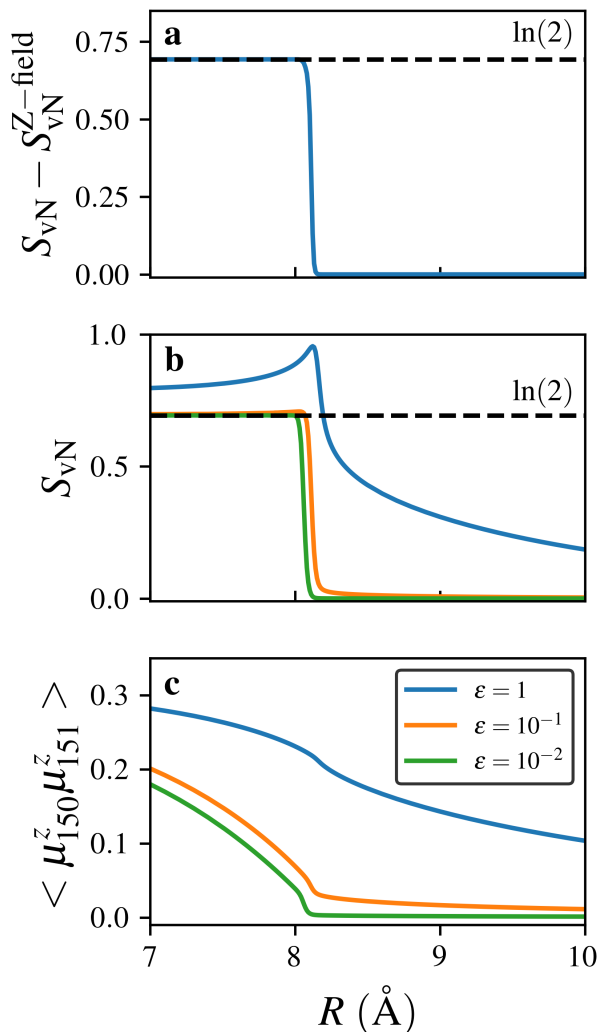 a
ln(2)
S_vN − S_vN^Z−field
0.75
0.50
0.25
0.00
b
ln(2)
S_vN
1.0
0.5
0.0
c
ε = 1
ε = 10⁻¹
ε = 10⁻²
< μ^z_150 μ^z_151 >
0.3
0.2
0.1
0.0
7 8 9 10
R (Å)